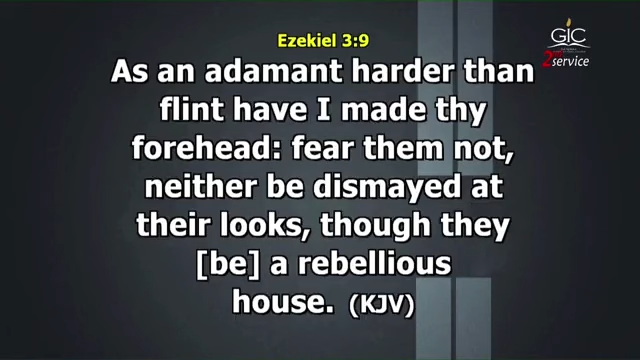 Ezekiel 3:9
GIC
2nd service
As an adamant harder than
flint have I made thy
forehead: fear them not,
neither be dismayed at
their looks, though they
[be] a rebellious
house. (KJV)